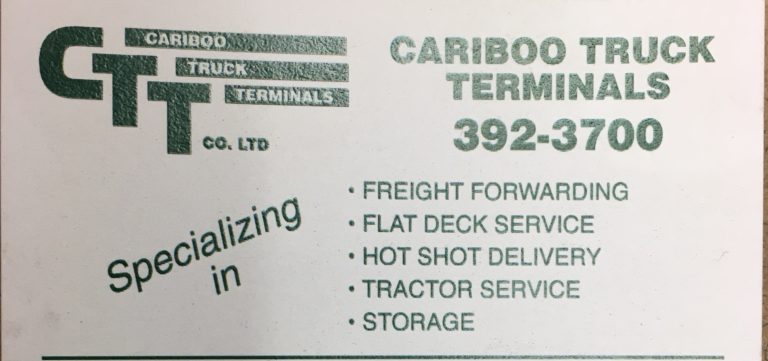 CTT
CARIBOO
TRUCK
TERMINALS
CO. LTD
CARIBOO TRUCK
TERMINALS
392-3700
Specializing
in
• FREIGHT FORWARDING
• FLAT DECK SERVICE
• HOT SHOT DELIVERY
• TRACTOR SERVICE
• STORAGE